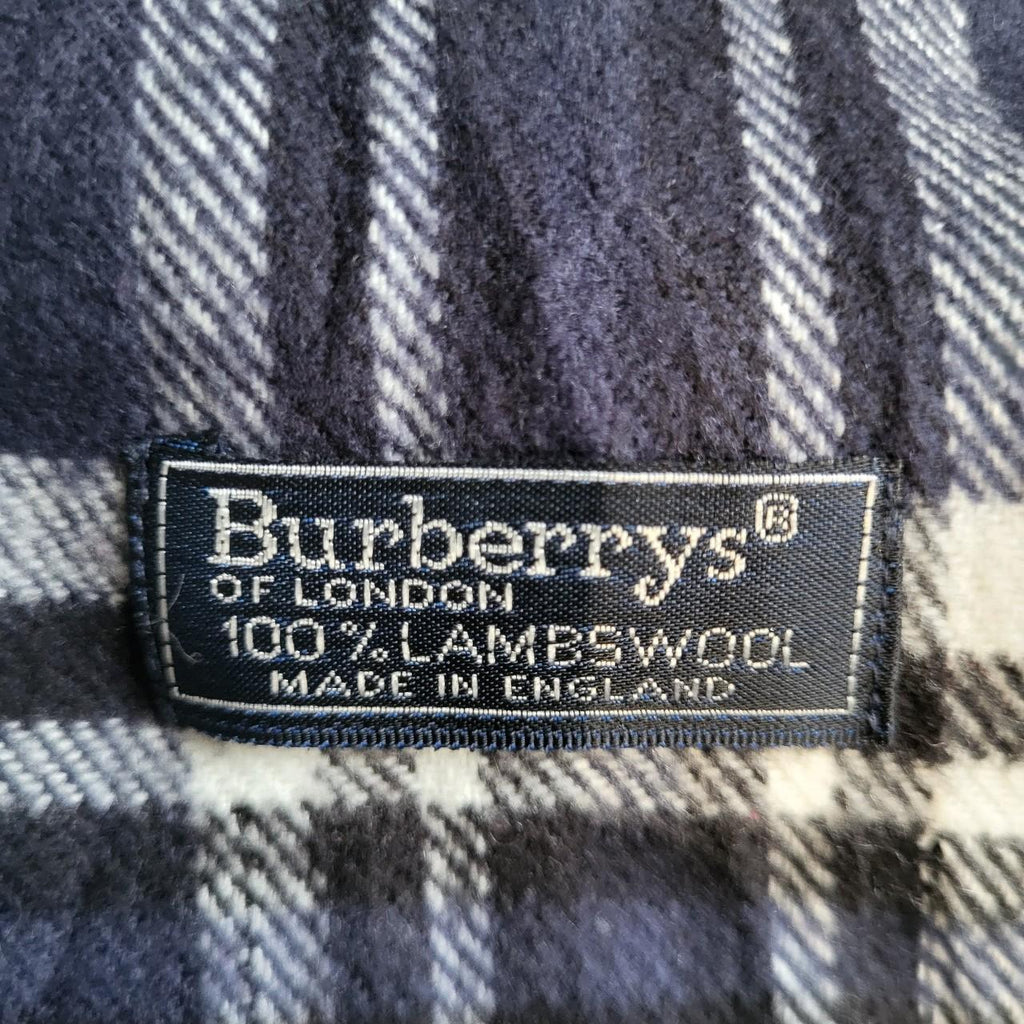 Burberrys®
OF LONDON
100% LAMBSWOOL
MADE IN ENGLAND